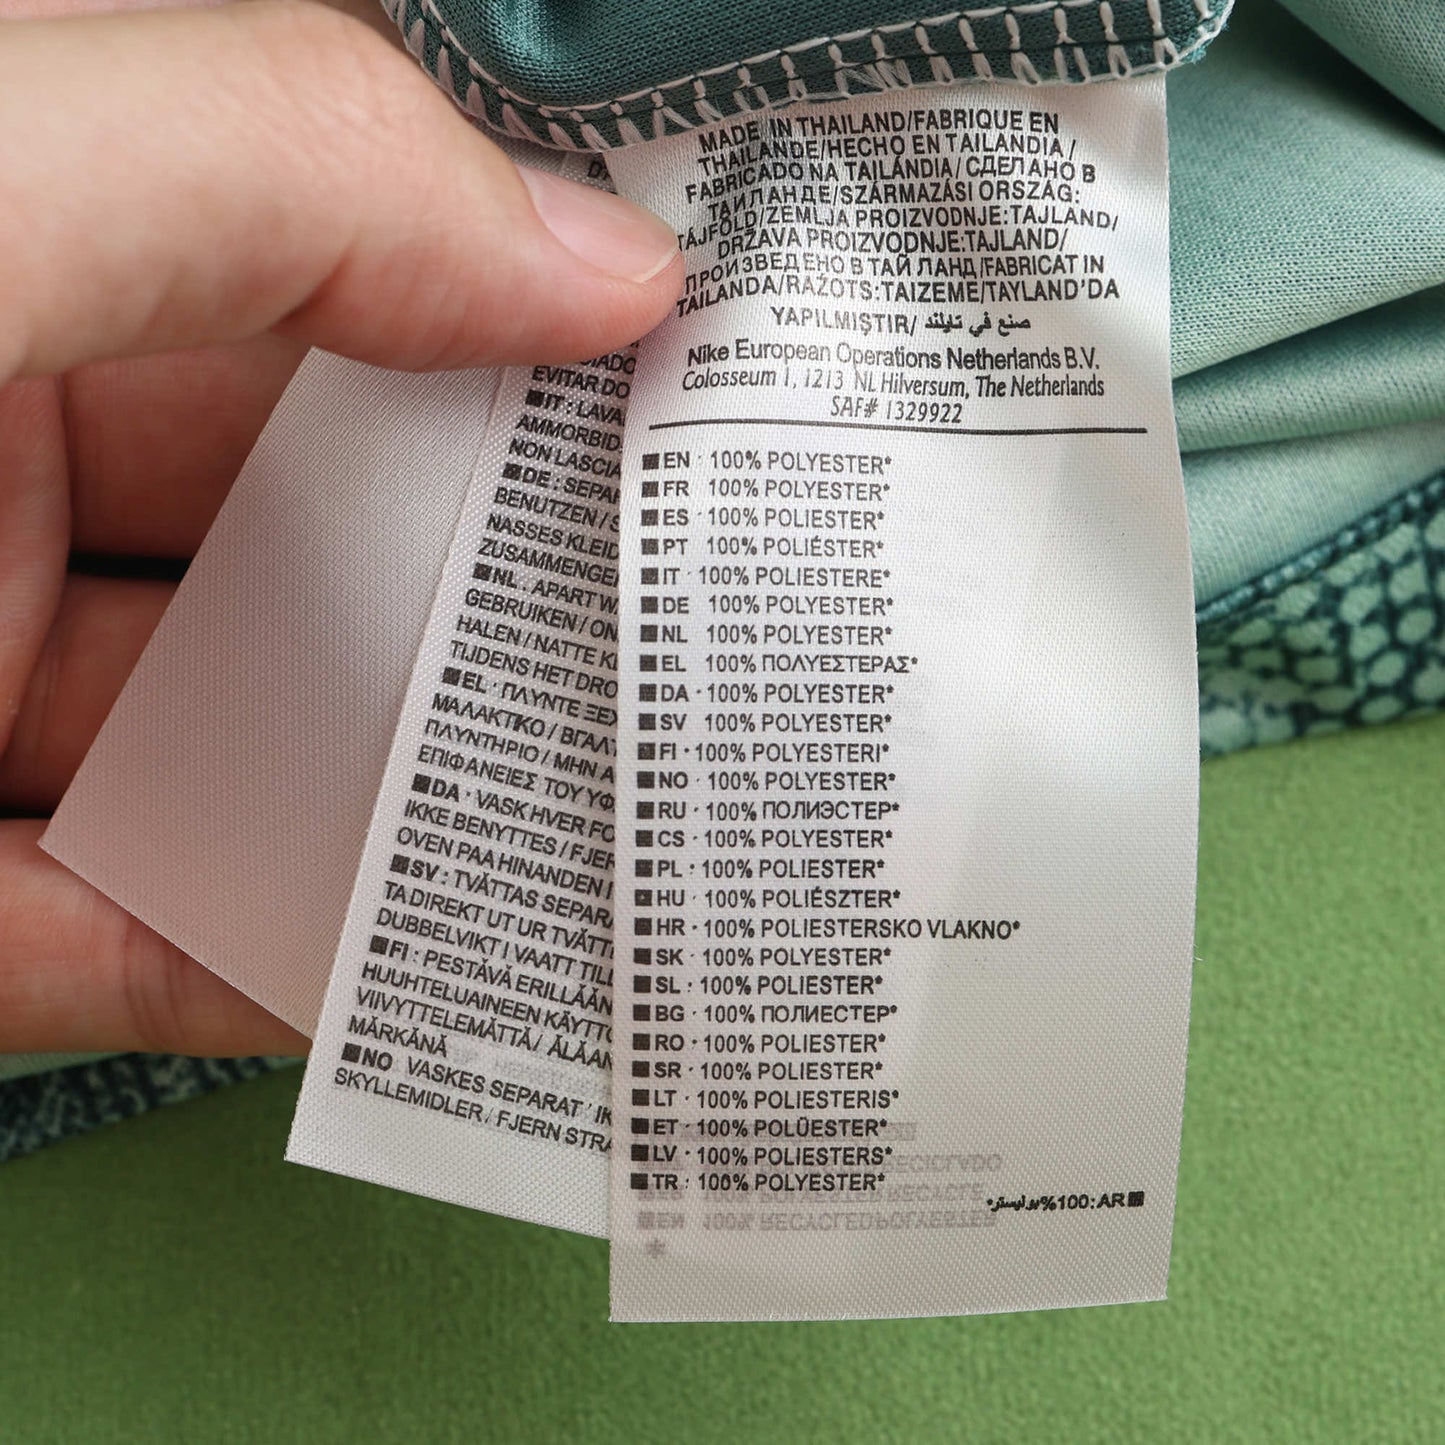 MADE IN THAILAND/FABRIQUE EN
THAILANDE/HECHO EN TAILANDIA /
FABRICADO NA TAILÂNDIA/СДЕЛАНО В
ТАИЛАНДЕ/SZÁRMAZÁSI ORSZÁG:
TÁJFÖLD/ZEMLJA PROIZVODNJE:TAJLAND/
DRŽAVA PROIZVODNJE:TAJLAND/
ПРОИЗВЕДЕНО В ТАЙЛАНД/FABRICAT IN
TAILANDA/RAŽOTS:TAIZEME/TAYLAND'DA
YAPILMIŞTIR/ صنع في تايلند
Nike European Operations Netherlands B.V.
Colosseum 1, 1213 NL Hilversum, The Netherlands
SAF# 1329922
EN · 100% POLYESTER*
FR 100% POLYESTER*
ES · 100% POLIESTER*
PT 100% POLIÉSTER*
IT · 100% POLIESTERE*
DE 100% POLYESTER*
NL 100% POLYESTER*
EL 100% ΠΟΛΥΕΣΤΕΡΑΣ*
DA · 100% POLYESTER*
SV 100% POLYESTER*
FI · 100% POLYESTERI*
NO · 100% POLYESTER*
RU · 100% ПОЛИЭСТЕР*
CS · 100% POLYESTER*
PL · 100% POLIESTER*
HU · 100% POLIÉSZTER*
HR · 100% POLIESTERSKO VLAKNO*
SK · 100% POLYESTER*
SL : 100% POLIESTER*
BG · 100% ПОЛИЕСТЕР*
RO · 100% POLIESTER*
SR · 100% POLIESTER*
LT · 100% POLIESTERIS*
ET · 100% POLÜESTER*
LV · 100% POLIESTERS*
TR : 100% POLYESTER*
AR :100% بوليستر*
EVITAR DO
IT : LAVA
AMMORBID
NON LASCIA
DE : SEPAR
BENUTZEN / S
NASSES KLEID
ZUSAMMENGE
NL . APART W
GEBRUIKEN / ON
HALEN / NATTE KL
TIJDENS HET DRO
EL · ΠΛΥΝΤΕ ΞΕΧ
ΜΑΛΑΚΤΙΚΟ / ΒΓΑΛΤ
ΠΛΥΝΤΗΡΙΟ / ΜΗΝ Α
ΕΠΙΦΑΝΕΙΕΣ ΤΟΥ ΥΦ
DA · VASK HVER FO
IKKE BENYTTES / FJER
OVEN PAA HINANDEN I
SV : TVÄTTAS SEPARA
TA DIREKT UT UR TVÄTT
DUBBELVIKT I VAATT TILL
FI : PESTÄVÄ ERILLÄÄN
HUUHTELUAINEEN KÄYTTÖ
VIIVYTTELEMÄTTÄ / ÄLÄÄN
MÄRKÄNÄ
NO VASKES SEPARAT ' IK
SKYLLEMIDLER / FJERN STRA